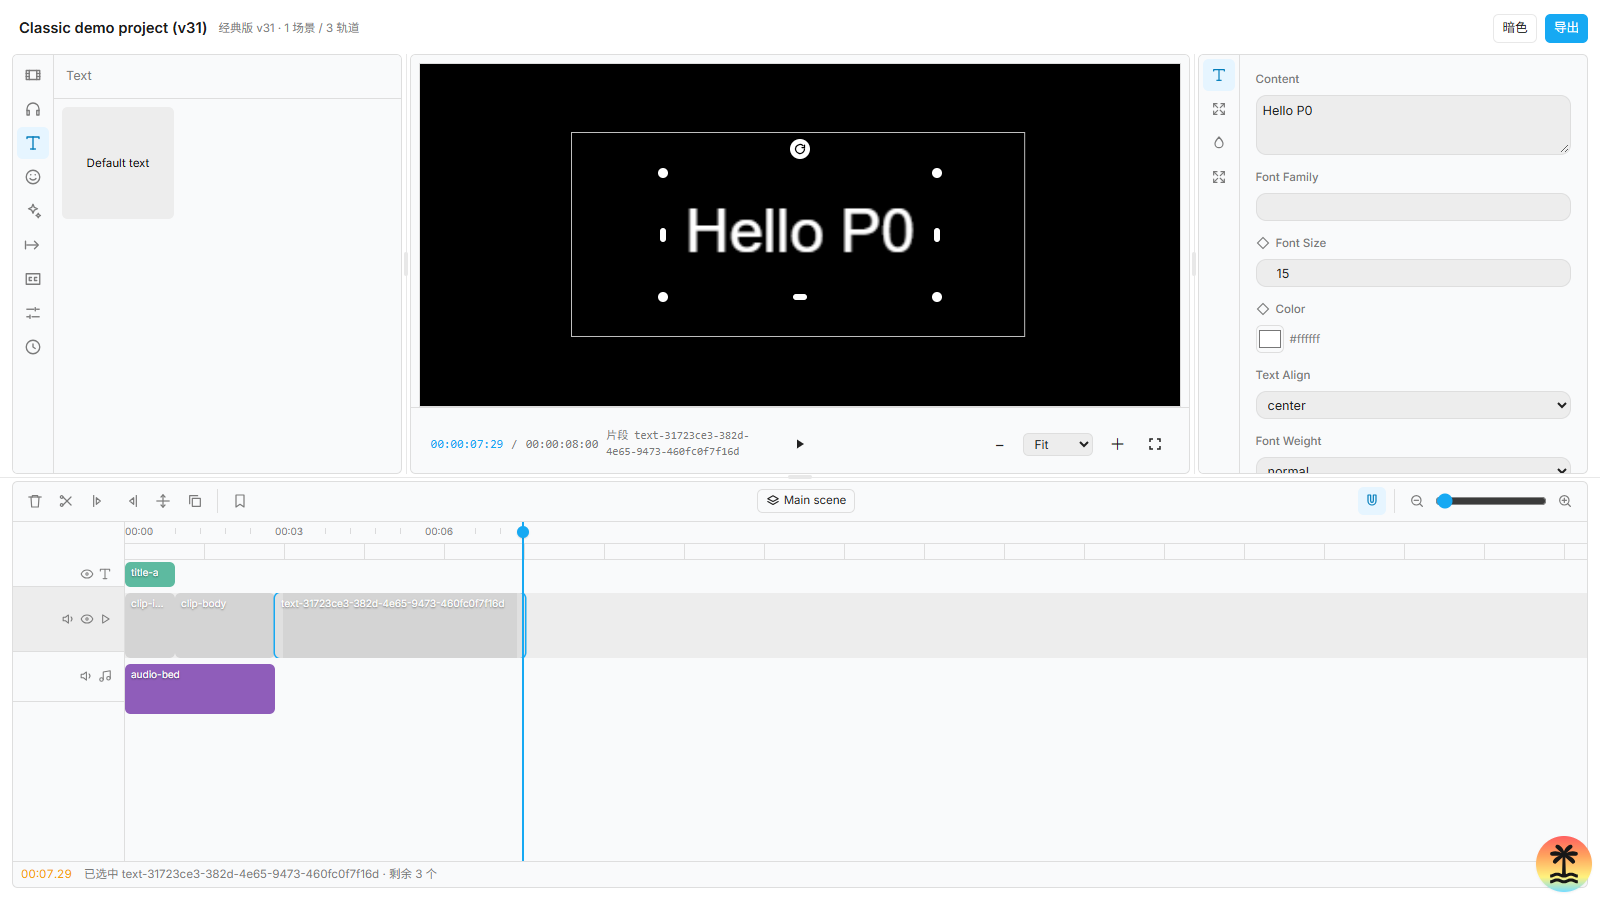 Classic demo project (v31) 经典版 v31 · 1 场景 / 3 轨道
暗色 导出
Text
Default text
Hello P0
00:00:07:29 / 00:00:08:00
片段 text-31723ce3-382d-
4e65-9473-460fc0f7f16d
Fit
Content
Hello P0
Font Family
Font Size
15
Color
#ffffff
Text Align
center
Font Weight
normal
Main scene
00:00 00:03 00:06
title-a
clip-i... clip-body text-31723ce3-382d-4e65-9473-460fc0f7f16d
audio-bed
00:07.29 已选中 text-31723ce3-382d-4e65-9473-460fc0f7f16d · 剩余 3 个